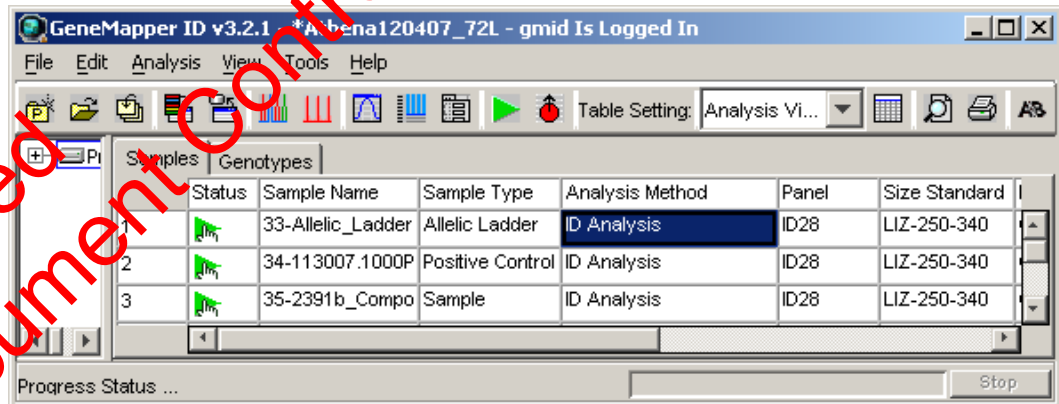 GeneMapper ID v3.2.1 - *Athena120407_72L - gmid Is Logged In
File Edit Analysis View Tools Help
Table Setting: Analysis Vi...
Samples Genotypes
Status Sample Name Sample Type Analysis Method Panel Size Standard
1 33-Allelic_Ladder Allelic Ladder ID Analysis ID28 LIZ-250-340
2 34-113007.1000P Positive Control ID Analysis ID28 LIZ-250-340
3 35-2391b_Compo Sample ID Analysis ID28 LIZ-250-340
Progress Status ... Stop